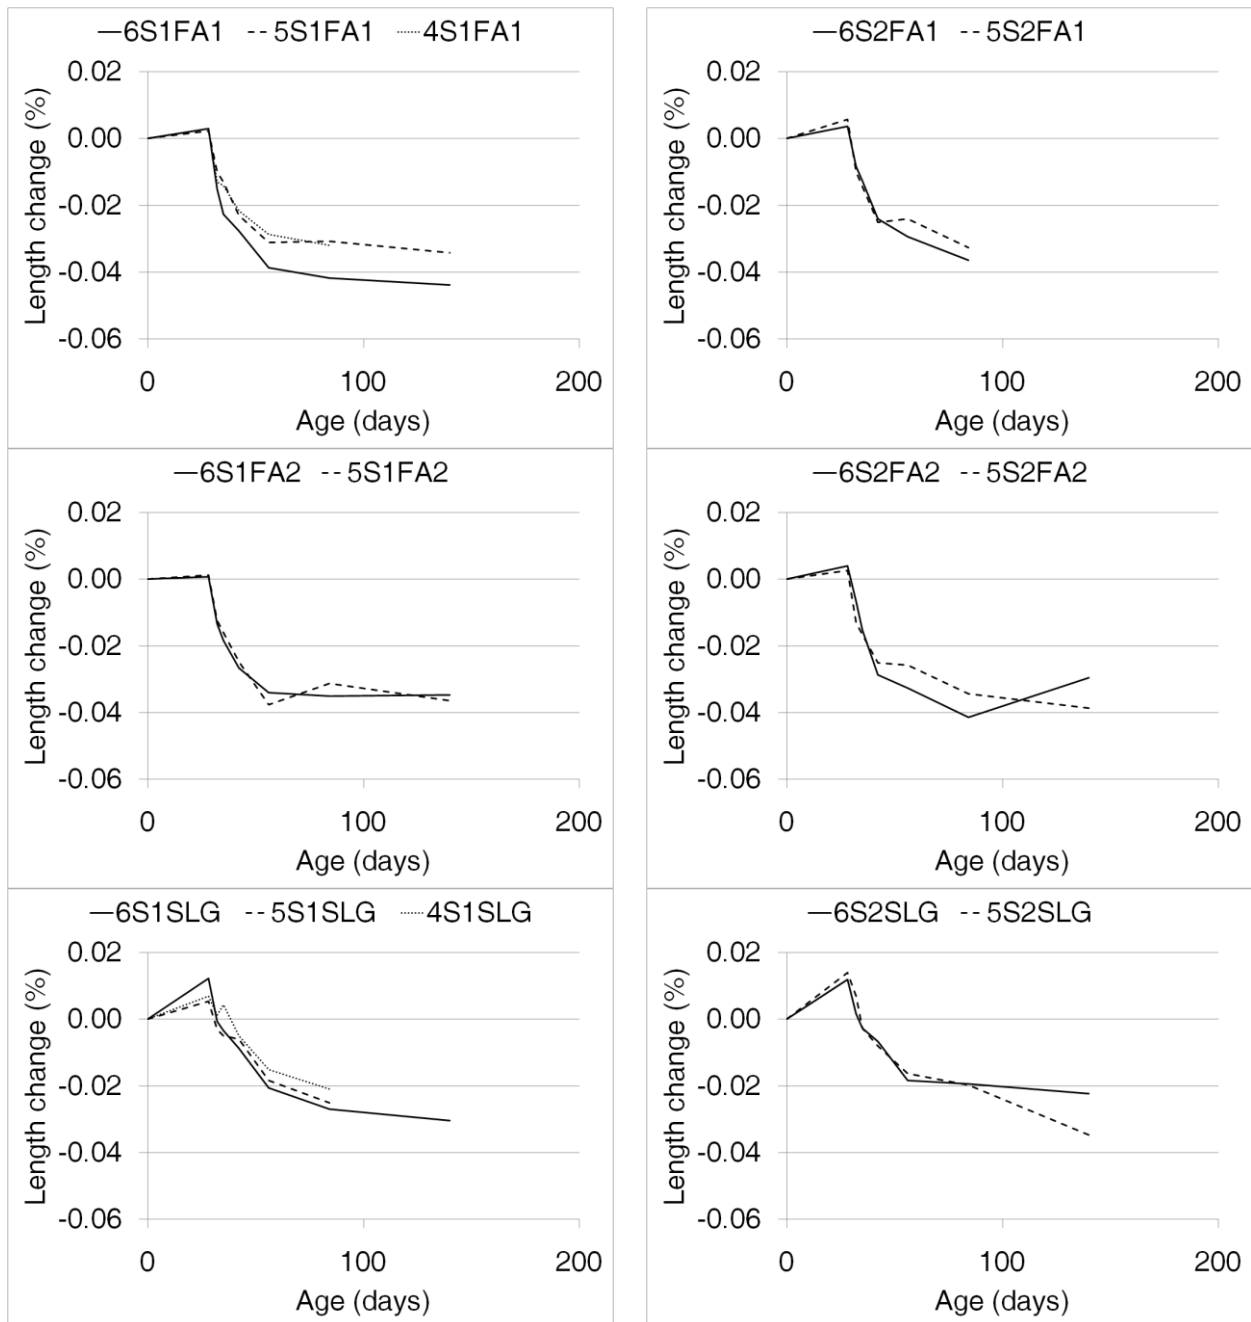 6S1FA1 5S1FA1 4S1FA1
0.02
0.00
-0.02
-0.04
-0.06
Length change (%)
0 100 200
Age (days)
6S2FA1 5S2FA1
0.02
0.00
-0.02
-0.04
-0.06
Length change (%)
0 100 200
Age (days)
6S1FA2 5S1FA2
0.02
0.00
-0.02
-0.04
-0.06
Length change (%)
0 100 200
Age (days)
6S2FA2 5S2FA2
0.02
0.00
-0.02
-0.04
-0.06
Length change (%)
0 100 200
Age (days)
6S1SLG 5S1SLG 4S1SLG
0.02
0.00
-0.02
-0.04
-0.06
Length change (%)
0 100 200
Age (days)
6S2SLG 5S2SLG
0.02
0.00
-0.02
-0.04
-0.06
Length change (%)
0 100 200
Age (days)